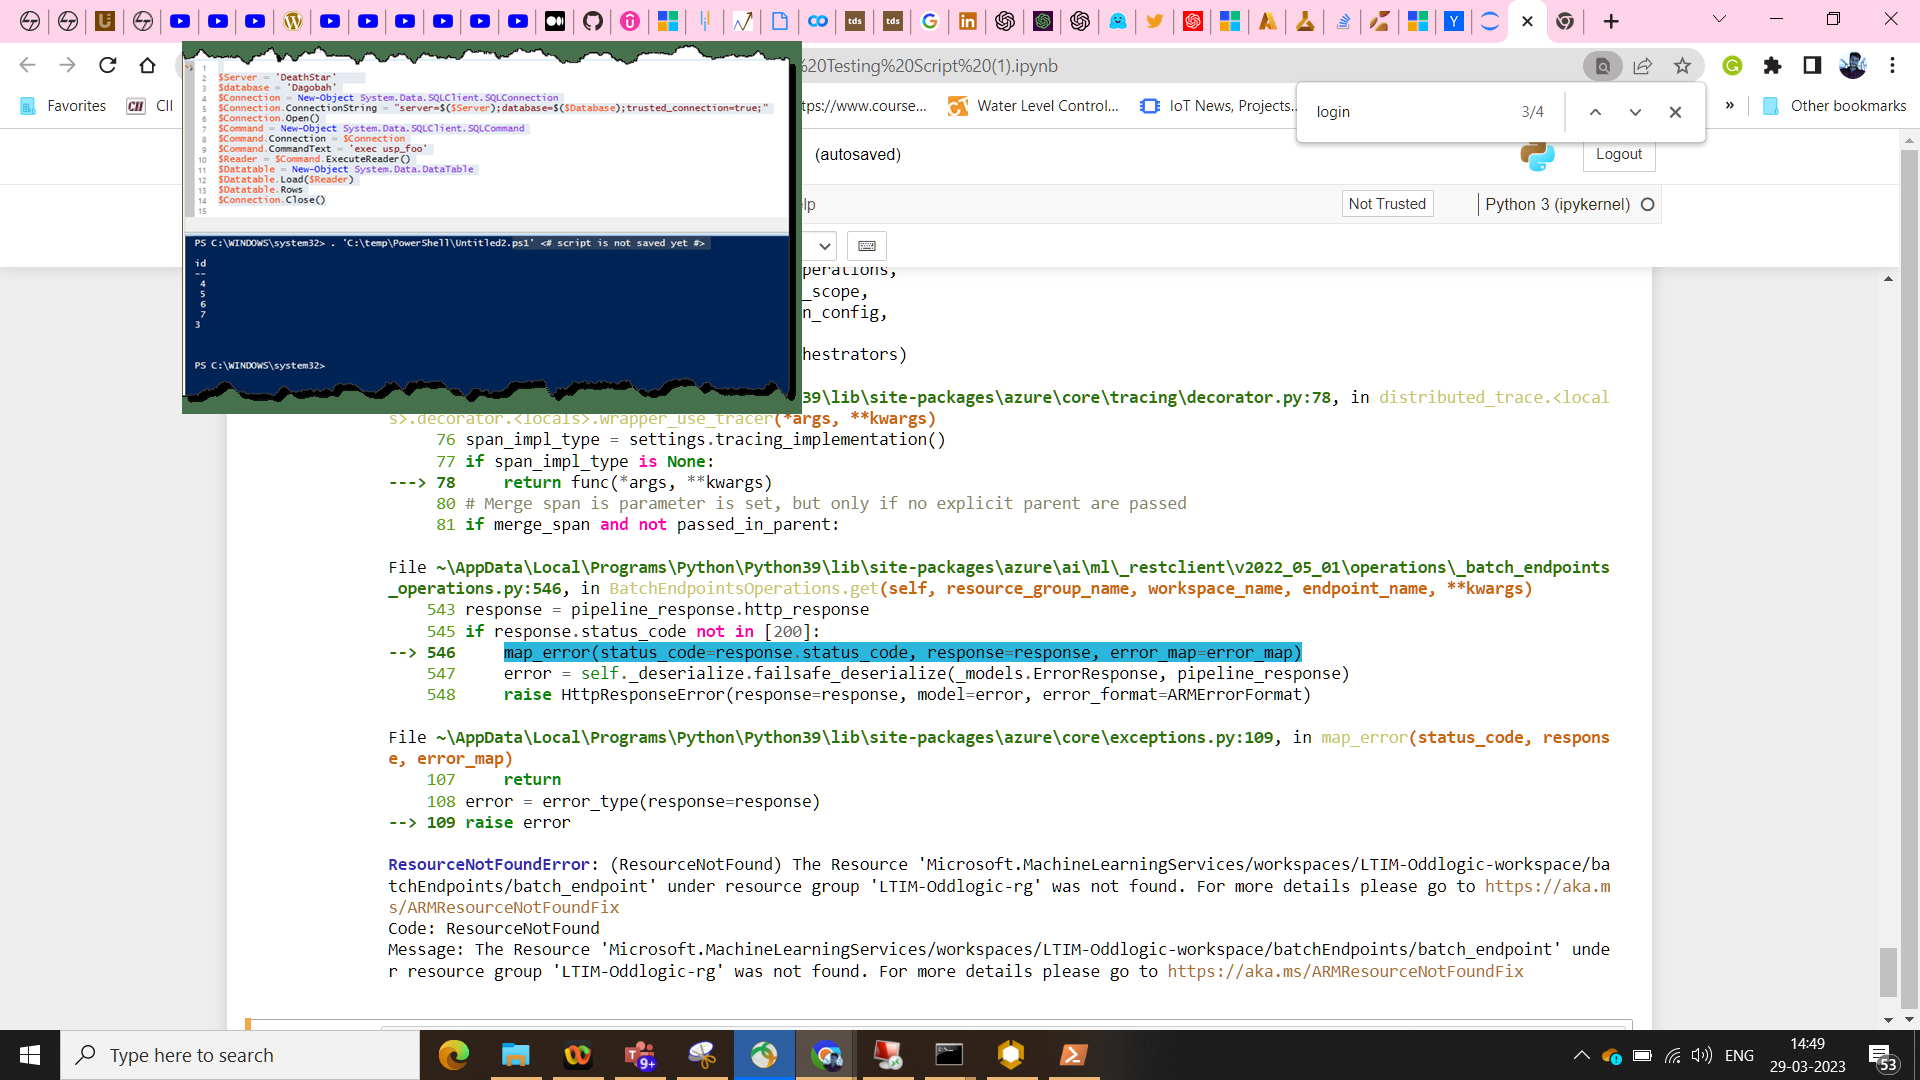 %20Testing%20Script%20(1).ipynb
Favorites
CII
CII
tps://www.course...
Water Level Control...
IoT News, Projects...
»
Other bookmarks
login
3/4
(autosaved)
Logout
lp
Not Trusted
Python 3 (ipykernel)
1
2 $Server = 'DeathStar'
3 $database = 'Dagobah'
4 $Connection = New-Object System.Data.SQLClient.SQLConnection
5 $Connection.ConnectionString = "server=$($Server);database=$($Database);trusted_connection=true;"
6 $Connection.Open()
7 $Command = New-Object System.Data.SQLClient.SQLCommand
8 $Command.Connection = $Connection
9 $Command.CommandText = 'exec usp_foo'
10 $Reader = $Command.ExecuteReader()
11 $Datatable = New-Object System.Data.DataTable
12 $Datatable.Load($Reader)
13 $Datatable.Rows
14 $Connection.Close()
15
PS C:\WINDOWS\system32> . 'C:\temp\PowerShell\Untitled2.ps1' <# script is not saved yet #>
id
--
4
5
6
7
3
PS C:\WINDOWS\system32>
perations,
_scope,
n_config,
hestrators)
39\lib\site-packages\azure\core\tracing\decorator.py:78, in distributed_trace.<local
s>.decorator.<locals>.wrapper_use_tracer(*args, **kwargs)
76 span_impl_type = settings.tracing_implementation()
77 if span_impl_type is None:
---> 78 return func(*args, **kwargs)
80 # Merge span is parameter is set, but only if no explicit parent are passed
81 if merge_span and not passed_in_parent:
File ~\AppData\Local\Programs\Python\Python39\lib\site-packages\azure\ai\ml\_restclient\v2022_05_01\operations\_batch_endpoints
_operations.py:546, in BatchEndpointsOperations.get(self, resource_group_name, workspace_name, endpoint_name, **kwargs)
543 response = pipeline_response.http_response
545 if response.status_code not in [200]:
--> 546 map_error(status_code=response.status_code, response=response, error_map=error_map)
547 error = self._deserialize.failsafe_deserialize(_models.ErrorResponse, pipeline_response)
548 raise HttpResponseError(response=response, model=error, error_format=ARMErrorFormat)
File ~\AppData\Local\Programs\Python\Python39\lib\site-packages\azure\core\exceptions.py:109, in map_error(status_code, respons
e, error_map)
107 return
108 error = error_type(response=response)
--> 109 raise error
ResourceNotFoundError: (ResourceNotFound) The Resource 'Microsoft.MachineLearningServices/workspaces/LTIM-Oddlogic-workspace/ba
tchEndpoints/batch_endpoint' under resource group 'LTIM-Oddlogic-rg' was not found. For more details please go to https://aka.m
s/ARMResourceNotFoundFix
Code: ResourceNotFound
Message: The Resource 'Microsoft.MachineLearningServices/workspaces/LTIM-Oddlogic-workspace/batchEndpoints/batch_endpoint' unde
r resource group 'LTIM-Oddlogic-rg' was not found. For more details please go to https://aka.ms/ARMResourceNotFoundFix
Type here to search
9+
ENG
14:49
29-03-2023
53